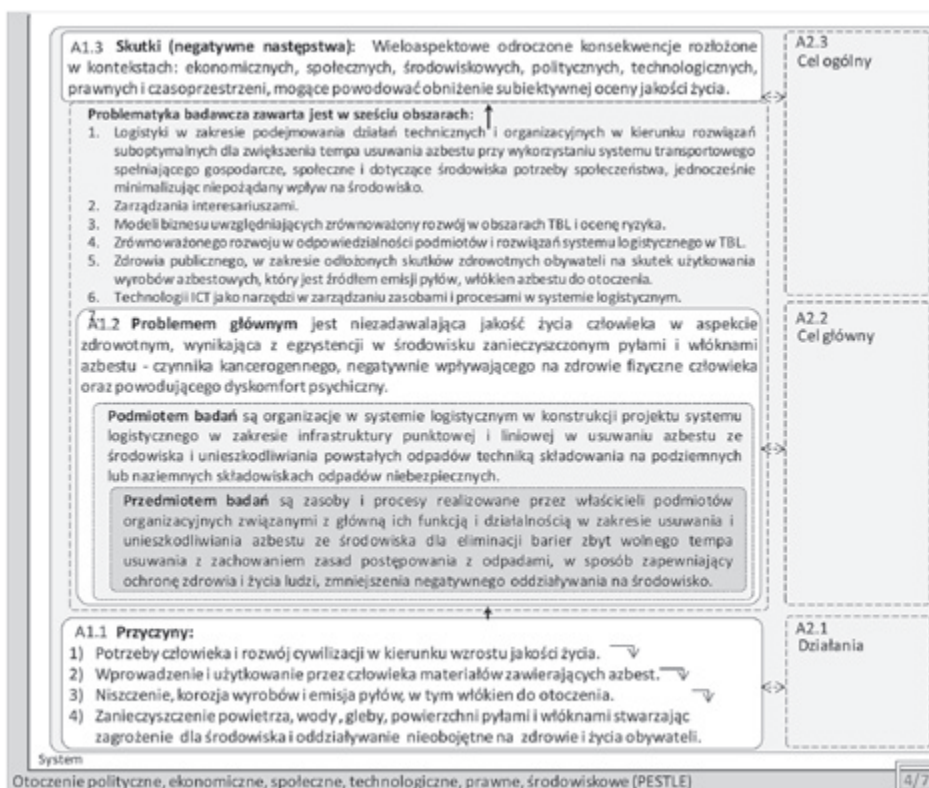 A1.3 Skutki (negatywne następstwa): Wieloaspektowe odroczone konsekwencje rozłożone
w kontekstach: ekonomicznych, społecznych, środowiskowych, politycznych, technologicznych,
prawnych i czasoprzestrzeni, mogące powodować obniżenie subiektywnej oceny jakości życia.
A2.3
Cel ogólny
Problematyka badawcza zawarta jest w sześciu obszarach:
1. Logistyki w zakresie podejmowania działań technicznych i organizacyjnych w kierunku rozwiązań
suboptymalnych dla zwiększenia tempa usuwania azbestu przy wykorzystaniu systemu transportowego
spełniającego gospodarcze, społeczne i dotyczące środowiska potrzeby społeczeństwa, jednocześnie
minimalizując niepożądany wpływ na środowisko.
2. Zarządzania interesariuszami.
3. Modeli biznesu uwzględniających zrównoważony rozwój w obszarach TBL i ocenę ryzyka.
4. Zrównoważonego rozwoju w odpowiedzialności podmiotów i rozwiązań systemu logistycznego w TBL.
5. Zdrowia publicznego, w zakresie odłożonych skutków zdrowotnych obywateli na skutek użytkowania
wyrobów azbestowych, który jest źródłem emisji pyłów, włókien azbestu do otoczenia.
6. Technologii ICT jako narzędzi w zarządzaniu zasobami i procesami w systemie logistycznym.
7.
A1.2 Problemem głównym jest niezadawalająca jakość życia człowieka w aspekcie
zdrowotnym, wynikająca z egzystencji w środowisku zanieczyszczonym pyłami i włóknami
azbestu - czynnika kancerogennego, negatywnie wpływającego na zdrowie fizyczne człowieka
oraz powodującego dyskomfort psychiczny.
A2.2
Cel główny
Podmiotem badań są organizacje w systemie logistycznym w konstrukcji projektu systemu
logistycznego w zakresie infrastruktury punktowej i liniowej w usuwaniu azbestu ze
środowiska i unieszkodliwiania powstałych odpadów techniką składowania na podziemnych
lub naziemnych składowiskach odpadów niebezpiecznych.
Przedmiotem badań są zasoby i procesy realizowane przez właścicieli podmiotów
organizacyjnych związanymi z główną ich funkcją i działalnością w zakresie usuwania i
unieszkodliwiania azbestu ze środowiska dla eliminacji barier zbyt wolnego tempa
usuwania z zachowaniem zasad postępowania z odpadami, w sposób zapewniający
ochronę zdrowia i życia ludzi, zmniejszenia negatywnego oddziaływania na środowisko.
A1.1 Przyczyny:
1) Potrzeby człowieka i rozwój cywilizacji w kierunku wzrostu jakości życia.
2) Wprowadzenie i użytkowanie przez człowieka materiałów zawierających azbest.
3) Niszczenie, korozja wyrobów i emisja pyłów, w tym włókien do otoczenia.
4) Zanieczyszczenie powietrza, wody, gleby, powierzchni pyłami i włóknami stwarzając
zagrożenie dla środowiska i oddziaływanie nieobojętne na zdrowie i życia obywateli.
A2.1
Działania
System
Otoczenie polityczne, ekonomiczne, społeczne, technologiczne, prawne, środowiskowe (PESTLE)
4/7